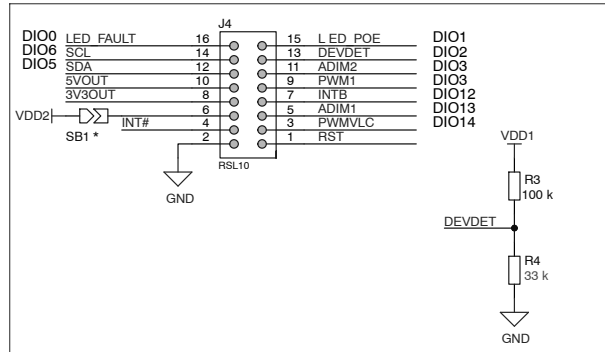 J4
DIO0 LED_FAULT 16 15 LED_POE DIO1
DIO6 SCL 14 13 DEVDET DIO2
DIO5 SDA 12 11 ADIM2 DIO3
5VOUT 10 9 PWM1 DIO3
3V3OUT 8 7 INTB DIO12
VDD2 6 5 ADIM1 DIO13
SB1 * INT# 4 3 PWMVLC DIO14
2 1 RST
RSL10
GND
VDD1
R3
100 k
DEVDET
R4
33 k
GND